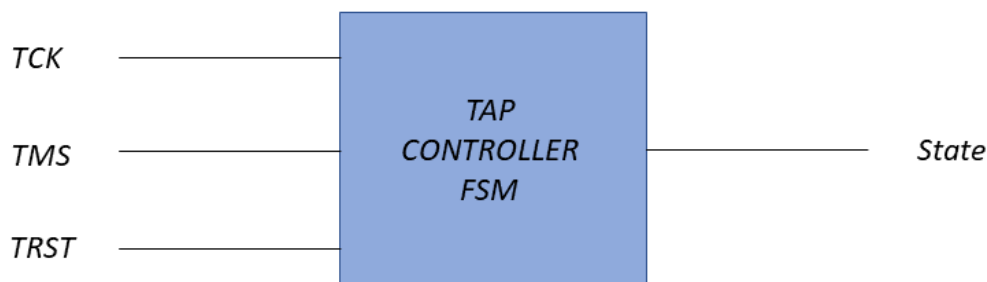 TCK
TMS
TRST
TAP
CONTROLLER
FSM
State